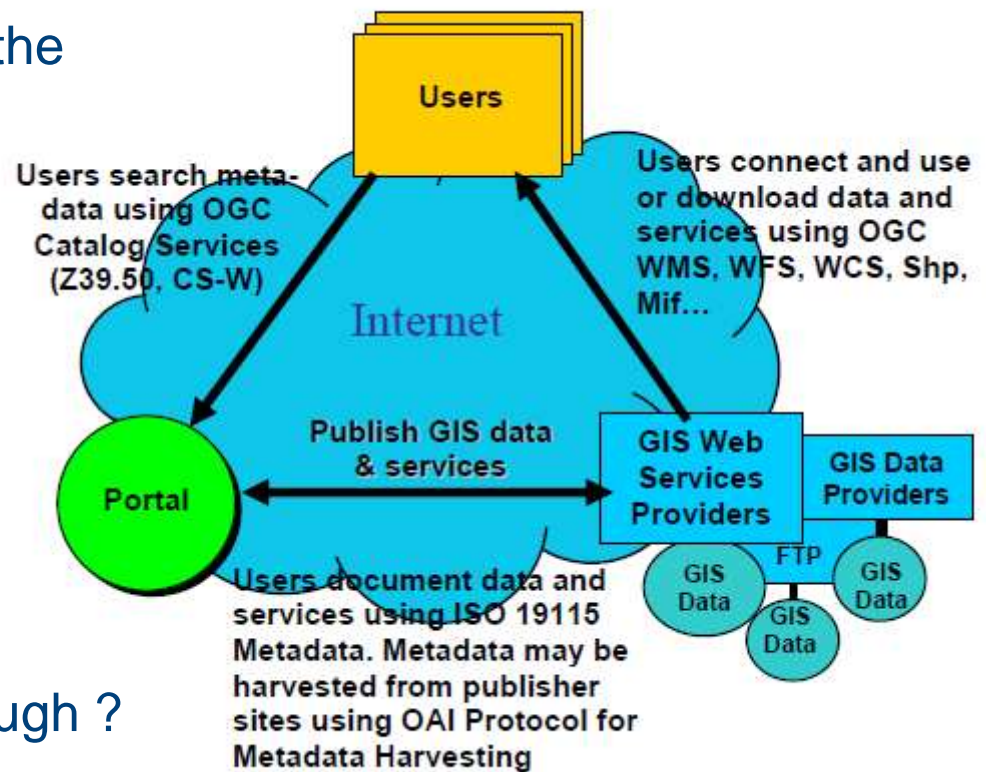 the
Users
Users search meta-
data using OGC
Catalog Services
(Z39.50, CS-W)
Users connect and use
or download data and
services using OGC
WMS, WFS, WCS, Shp,
Mif...
Internet
Publish GIS data
& services
Portal
GIS Web
Services
Providers
GIS Data
Providers
FTP
GIS
Data
GIS
Data
GIS
Data
Users document data and
services using ISO 19115
Metadata. Metadata may be
harvested from publisher
sites using OAI Protocol for
Metadata Harvesting
ugh ?